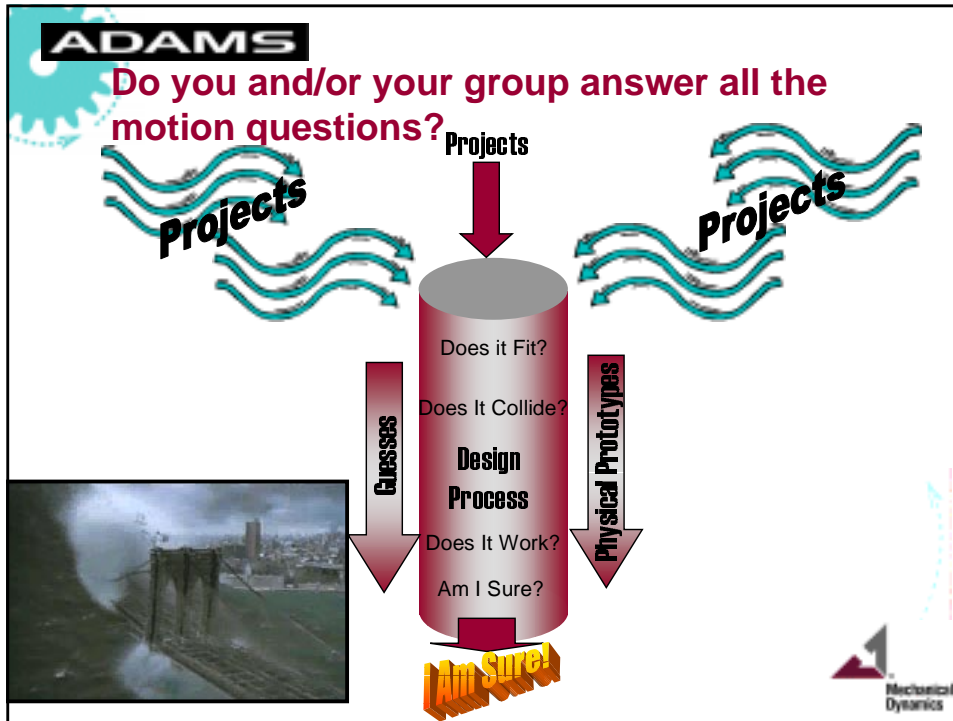 ADAMS
Do you and/or your group answer all the
motion questions?
Projects
Projects
Projects
Does it Fit?
Does It Collide?
Guesses
Design
Process
Physical Prototypes
Does It Work?
Am I Sure?
I Am Sure!
Mechanical
Dynamics